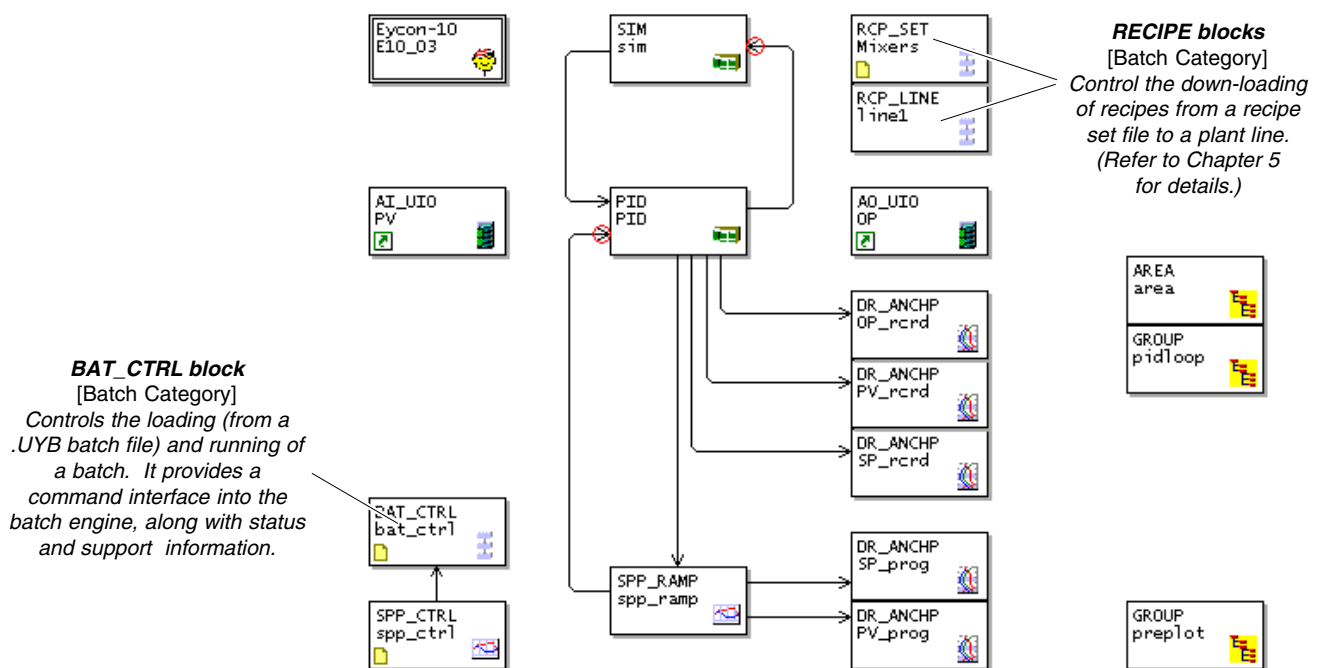 Eycon-10
E10_03
SIM
sim
RCP_SET
Mixers
RCP_LINE
line1
RECIPE blocks
[Batch Category]
Control the down-loading
of recipes from a recipe
set file to a plant line.
(Refer to Chapter 5
for details.)
AI_UIO
PV
PID
PID
AO_UIO
OP
AREA
area
GROUP
pidloop
DR_ANCHP
OP_rcrd
DR_ANCHP
PV_rcrd
DR_ANCHP
SP_rcrd
BAT_CTRL block
[Batch Category]
Controls the loading (from a
.UYB batch file) and running of
a batch. It provides a
command interface into the
batch engine, along with status
and support information.
BAT_CTRL
bat_ctrl
SPP_CTRL
spp_ctrl
SPP_RAMP
spp_ramp
DR_ANCHP
SP_prog
DR_ANCHP
PV_prog
GROUP
preplot